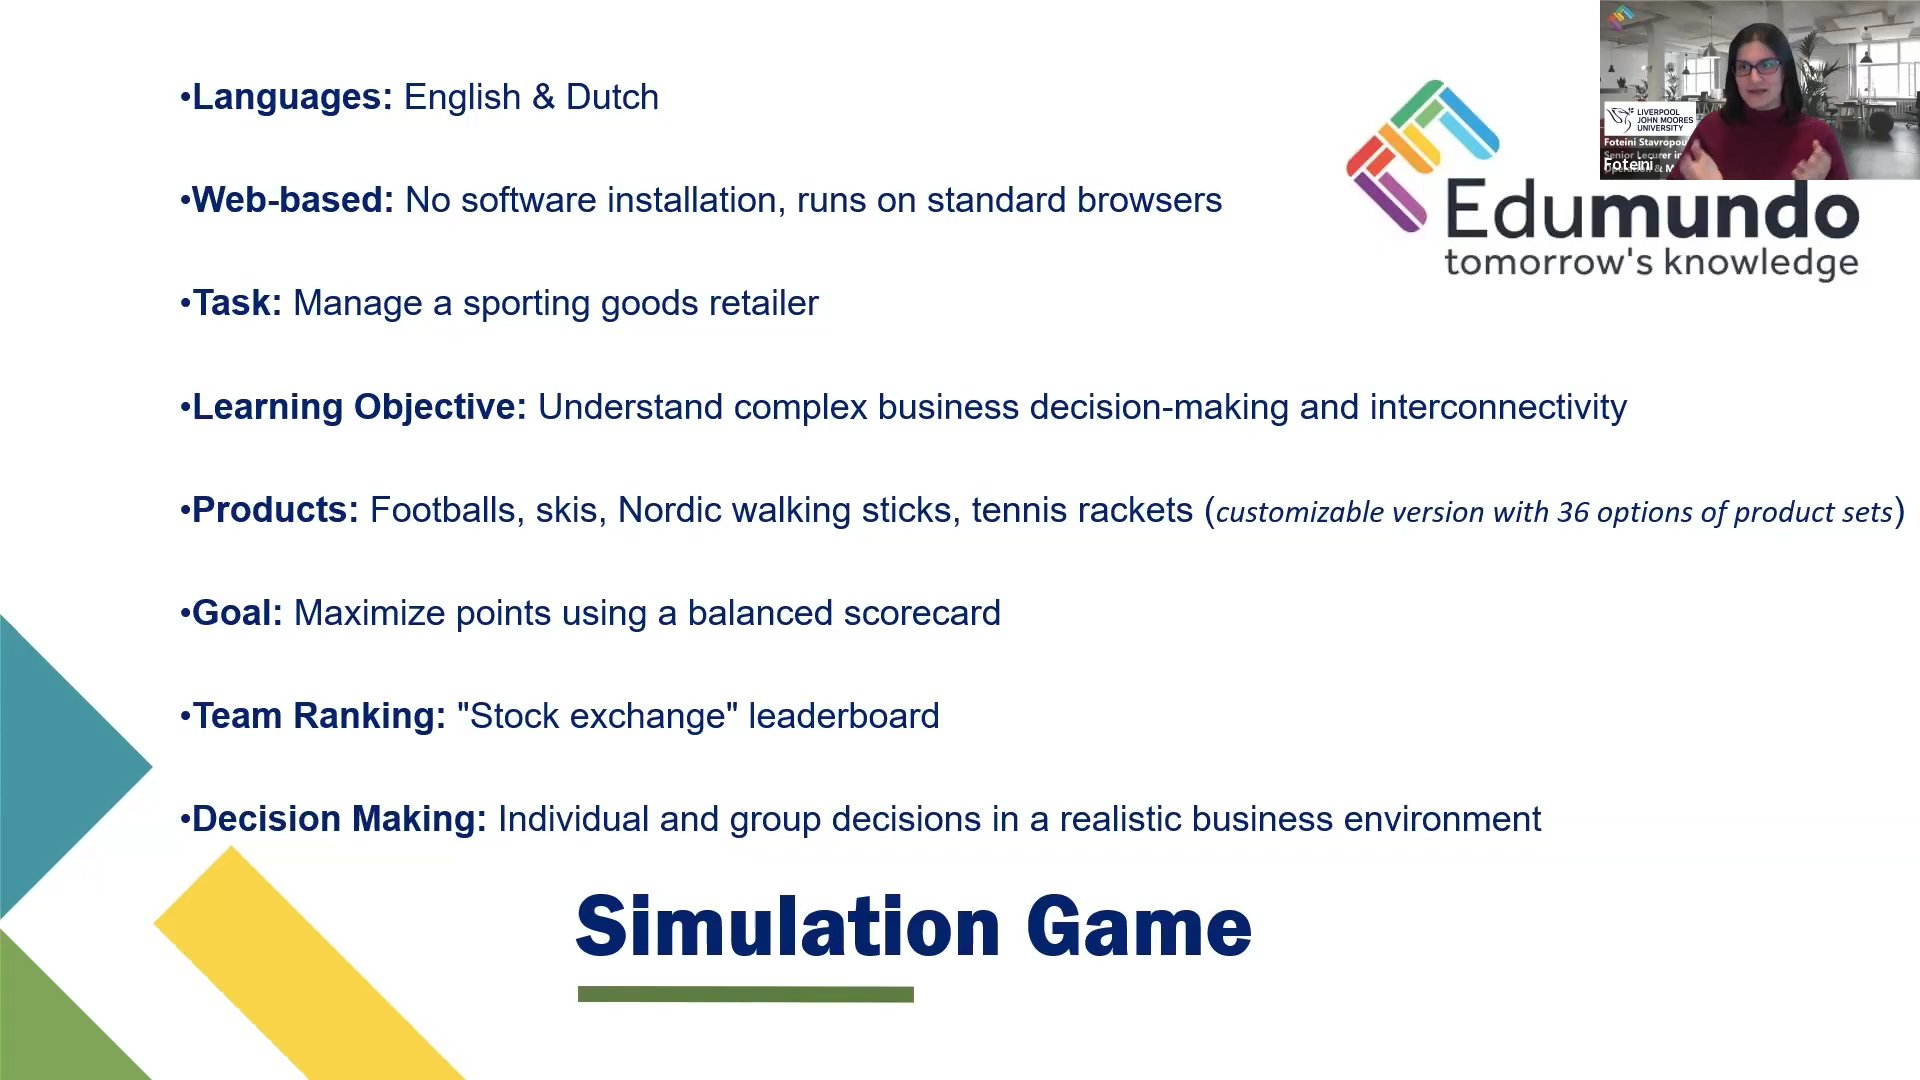 •Languages: English & Dutch
•Web-based: No software installation, runs on standard browsers
•Task: Manage a sporting goods retailer
•Learning Objective: Understand complex business decision-making and interconnectivity
•Products: Footballs, skis, Nordic walking sticks, tennis rackets (customizable version with 36 options of product sets)
•Goal: Maximize points using a balanced scorecard
•Team Ranking: "Stock exchange" leaderboard
•Decision Making: Individual and group decisions in a realistic business environment
Simulation Game
Edumundo
tomorrow's knowledge
LIVERPOOL
JOHN MOORES
UNIVERSITY
Foteini
Senior
Foteini